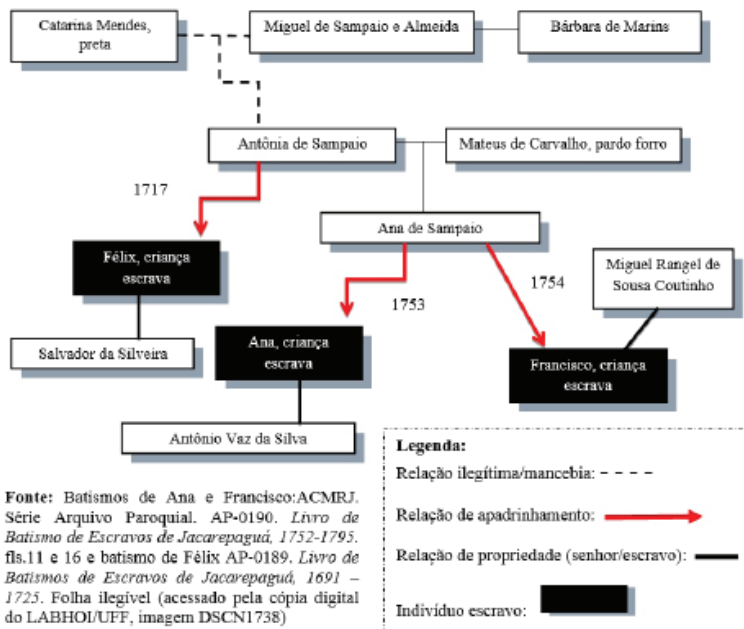 Catarina Mendes,
preta
Miguel de Sampaio e Almeida
Bárbara de Marins
Antônia de Sampaio
Mateus de Carvalho, pardo forro
1717
Ana de Sampaio
Félix, criança
escrava
Miguel Rangel de
Sousa Coutinho
1754
1753
Salvador da Silveira
Ana, criança
escrava
Francisco, criança
escrava
Antônio Vaz da Silva
Legenda:
Relação ilegítima/mancebia:
Relação de apadrinhamento:
Relação de propriedade (senhor/escravo):
Indivíduo escravo:
Fonte: Batismos de Ana e Francisco:ACMRJ.
Série Arquivo Paroquial. AP-0190. Livro de
Batismo de Escravos de Jacarepaguá, 1752-1795.
fls.11 e 16 e batismo de Félix AP-0189. Livro de
Batismos de Escravos de Jacarepaguá, 1691 –
1725. Folha ilegível (acessado pela cópia digital
do LABHOI/UFF, imagem DSCN1738)